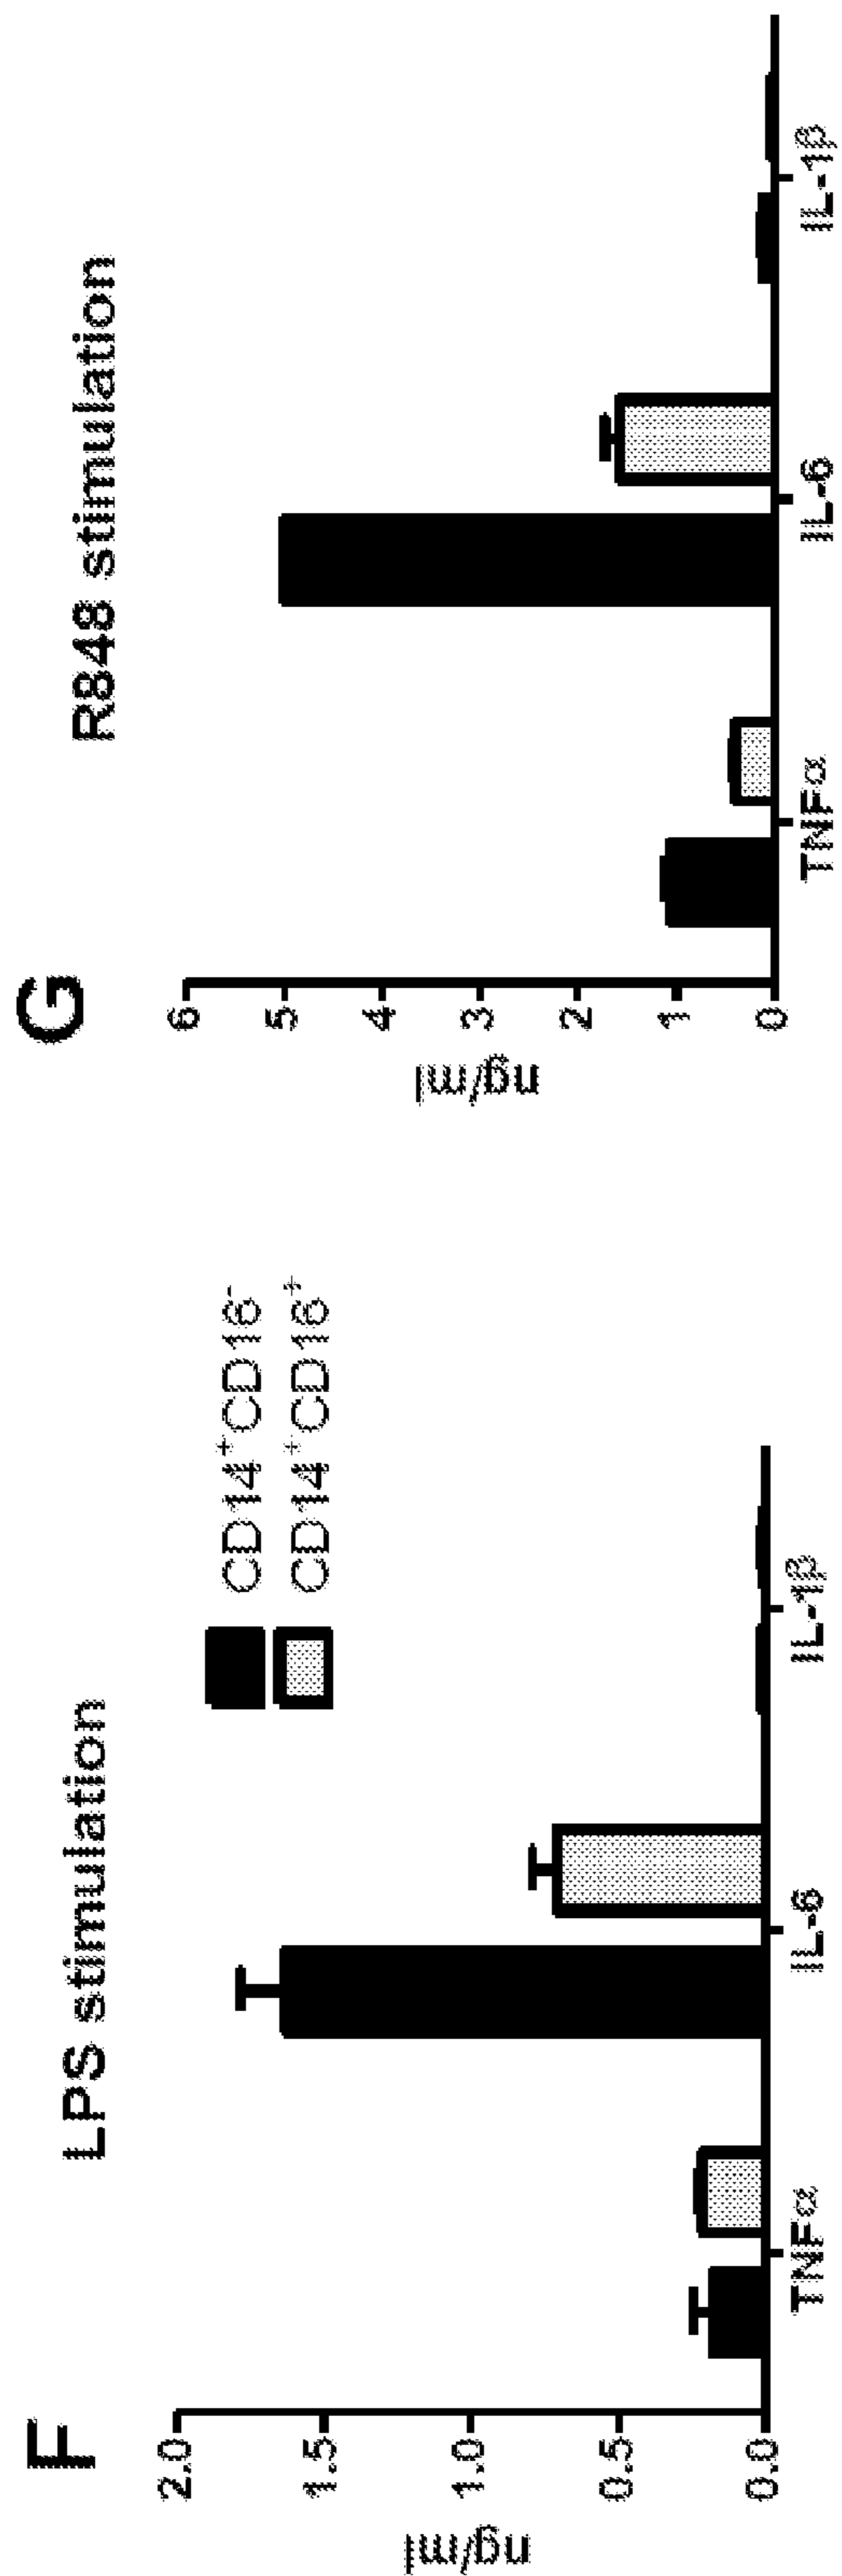 F
LPS stimulation
CD14⁺CD16⁻
CD14⁺CD16⁺
ng/ml
2.0
1.5
1.0
0.5
0.0
TNFα
IL-6
IL-1β
G
R848 stimulation
ng/ml
6
5
4
3
2
1
0
TNFα
IL-6
IL-1β